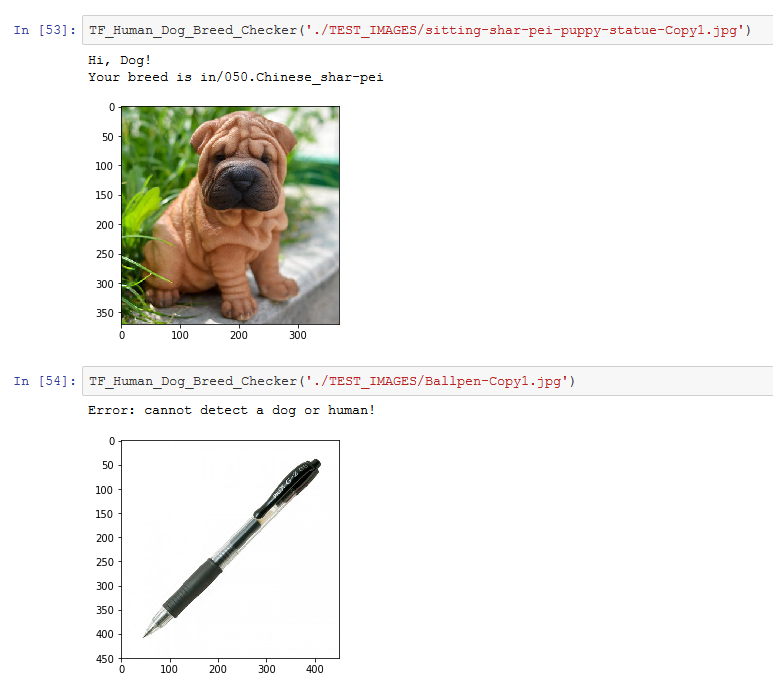 In [53]: TF_Human_Dog_Breed_Checker('./TEST_IMAGES/sitting-shar-pei-puppy-statue-Copy1.jpg')
Hi, Dog!
Your breed is in/050.Chinese_shar-pei
0
50
100
150
200
250
300
350
0 100 200 300
In [54]: TF_Human_Dog_Breed_Checker('./TEST_IMAGES/Ballpen-Copy1.jpg')
Error: cannot detect a dog or human!
0
50
100
150
200
250
300
350
400
450
0 100 200 300 400